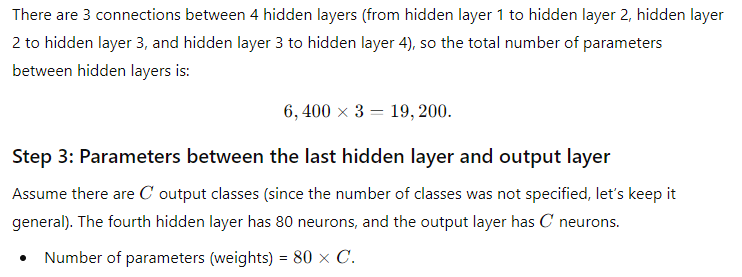 There are 3 connections between 4 hidden layers (from hidden layer 1 to hidden layer 2, hidden layer
2 to hidden layer 3, and hidden layer 3 to hidden layer 4), so the total number of parameters
between hidden layers is:
6, 400 × 3 = 19, 200.
Step 3: Parameters between the last hidden layer and output layer
Assume there are C output classes (since the number of classes was not specified, let's keep it
general). The fourth hidden layer has 80 neurons, and the output layer has C neurons.
• Number of parameters (weights) = 80 × C.